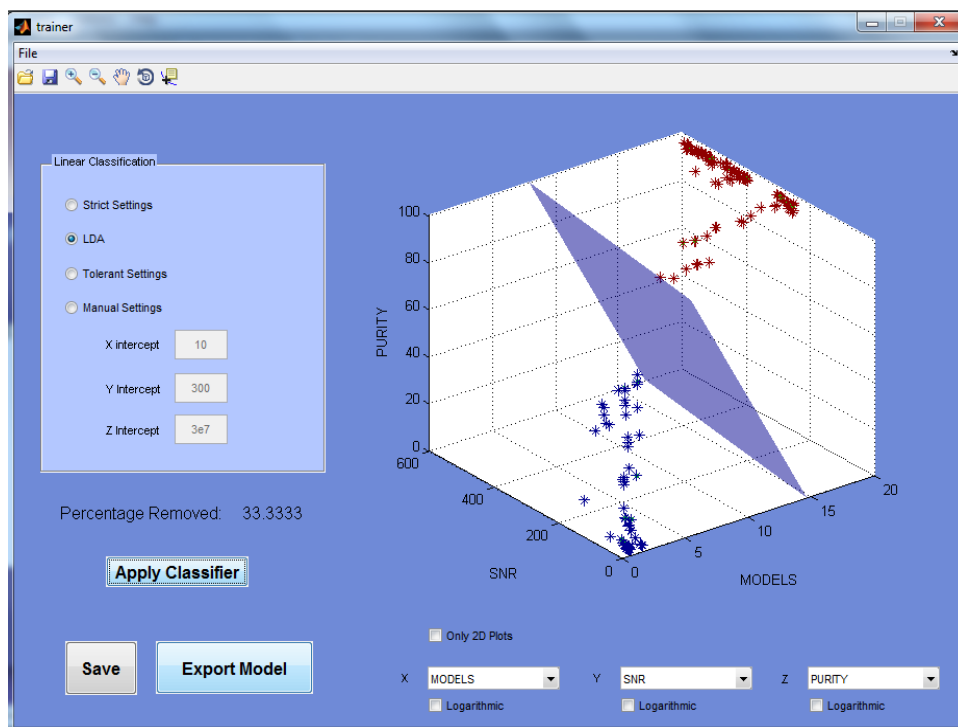 trainer
File
Linear Classification
Strict Settings
LDA
Tolerant Settings
Manual Settings
X intercept 10
Y Intercept 300
Z Intercept 3e7
Percentage Removed: 33.3333
Apply Classifier
Save
Export Model
PURITY
100
80
60
40
20
0
600
400
200
0
SNR
0
5
10
15
20
MODELS
Only 2D Plots
X MODELS Y SNR Z PURITY
Logarithmic Logarithmic Logarithmic